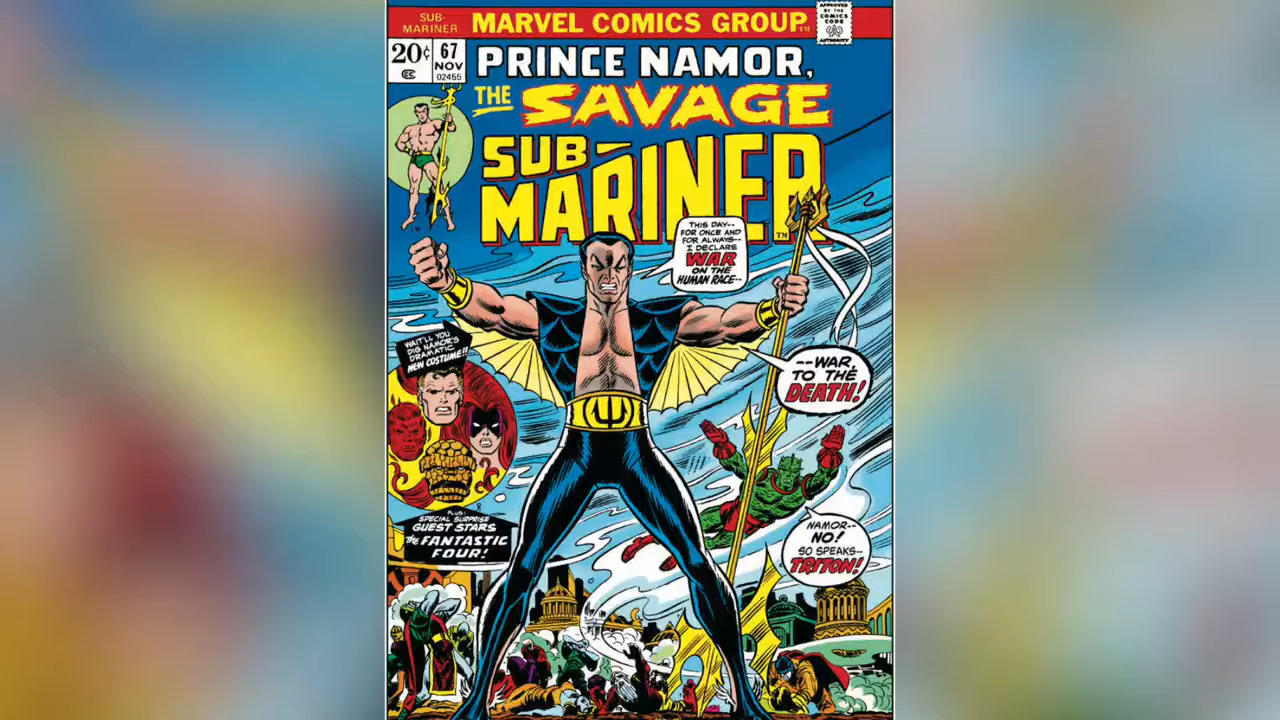 SUB-
MARINER
MARVEL COMICS GROUP™
APPROVED
BY THE
COMICS
CODE
AUTHORITY
20¢
67
NOV
02455
PRINCE NAMOR,
THE SAVAGE
SUB-
MARINER™
THIS DAY--
FOR ONCE AND
FOR ALWAYS--
I DECLARE
WAR
ON THE
HUMAN RACE--
WAIT'LL YOU
DIG NAMOR'S
DRAMATIC
NEW COSTUME!!
--WAR,
TO THE
DEATH!
PLUS:
SPECIAL SURPRISE
GUEST STARS
THE FANTASTIC
FOUR!
NAMOR--
NO!
SO SPEAKS--
TRITON!